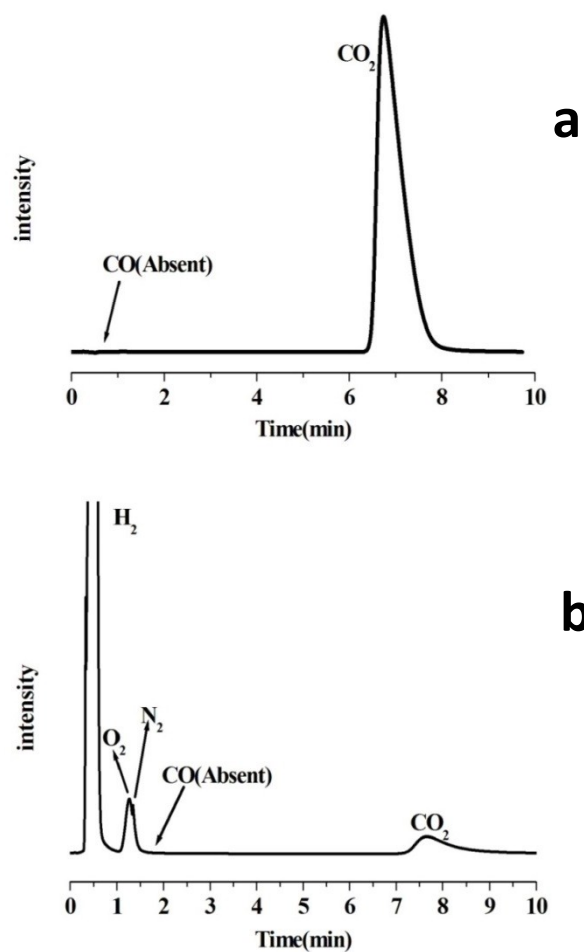 CO₂
a
intensity
CO(Absent)
0 2 4 6 8 10
Time(min)
H₂
b
intensity
N₂
O₂
CO(Absent)
CO₂
0 1 2 3 4 5 6 7 8 9 10
Time(min)